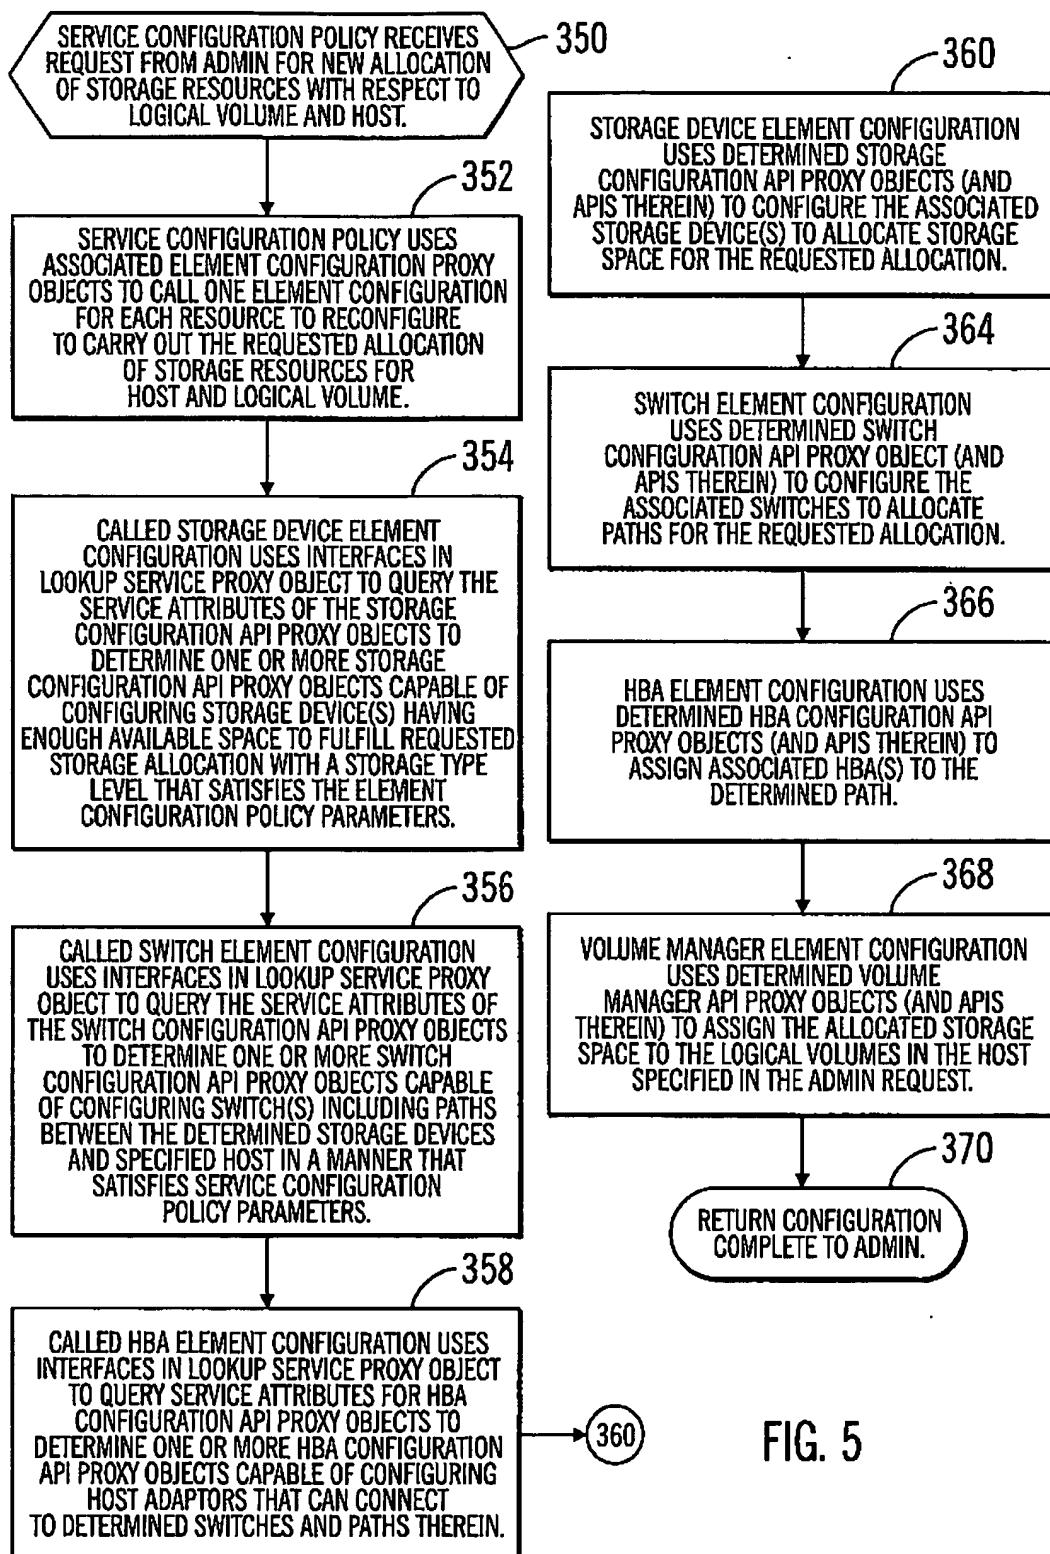 SERVICE CONFIGURATION POLICY RECEIVES
REQUEST FROM ADMIN FOR NEW ALLOCATION
OF STORAGE RESOURCES WITH RESPECT TO
LOGICAL VOLUME AND HOST.
350
352
SERVICE CONFIGURATION POLICY USES
ASSOCIATED ELEMENT CONFIGURATION PROXY
OBJECTS TO CALL ONE ELEMENT CONFIGURATION
FOR EACH RESOURCE TO RECONFIGURE
TO CARRY OUT THE REQUESTED ALLOCATION
OF STORAGE RESOURCES FOR
HOST AND LOGICAL VOLUME.
354
CALLED STORAGE DEVICE ELEMENT
CONFIGURATION USES INTERFACES IN
LOOKUP SERVICE PROXY OBJECT TO QUERY THE
SERVICE ATTRIBUTES OF THE STORAGE
CONFIGURATION API PROXY OBJECTS TO
DETERMINE ONE OR MORE STORAGE
CONFIGURATION API PROXY OBJECTS CAPABLE OF
CONFIGURING STORAGE DEVICE(S) HAVING
ENOUGH AVAILABLE SPACE TO FULFILL REQUESTED
STORAGE ALLOCATION WITH A STORAGE TYPE
LEVEL THAT SATISFIES THE ELEMENT
CONFIGURATION POLICY PARAMETERS.
356
CALLED SWITCH ELEMENT CONFIGURATION
USES INTERFACES IN LOOKUP SERVICE PROXY
OBJECT TO QUERY THE SERVICE ATTRIBUTES OF
THE SWITCH CONFIGURATION API PROXY OBJECTS
TO DETERMINE ONE OR MORE SWITCH
CONFIGURATION API PROXY OBJECTS CAPABLE
OF CONFIGURING SWITCH(S) INCLUDING PATHS
BETWEEN THE DETERMINED STORAGE DEVICES
AND SPECIFIED HOST IN A MANNER THAT
SATISFIES SERVICE CONFIGURATION
POLICY PARAMETERS.
358
CALLED HBA ELEMENT CONFIGURATION USES
INTERFACES IN LOOKUP SERVICE PROXY OBJECT
TO QUERY SERVICE ATTRIBUTES FOR HBA
CONFIGURATION API PROXY OBJECTS TO
DETERMINE ONE OR MORE HBA CONFIGURATION
API PROXY OBJECTS CAPABLE OF CONFIGURING
HOST ADAPTORS THAT CAN CONNECT
TO DETERMINED SWITCHES AND PATHS THEREIN.
360
360
STORAGE DEVICE ELEMENT CONFIGURATION
USES DETERMINED STORAGE
CONFIGURATION API PROXY OBJECTS (AND
APIS THEREIN) TO CONFIGURE THE ASSOCIATED
STORAGE DEVICE(S) TO ALLOCATE STORAGE
SPACE FOR THE REQUESTED ALLOCATION.
364
SWITCH ELEMENT CONFIGURATION
USES DETERMINED SWITCH
CONFIGURATION API PROXY OBJECT (AND
APIS THEREIN) TO CONFIGURE THE
ASSOCIATED SWITCHES TO ALLOCATE
PATHS FOR THE REQUESTED ALLOCATION.
366
HBA ELEMENT CONFIGURATION USES
DETERMINED HBA CONFIGURATION API
PROXY OBJECTS (AND APIS THEREIN) TO
ASSIGN ASSOCIATED HBA(S) TO THE
DETERMINED PATH.
368
VOLUME MANAGER ELEMENT CONFIGURATION
USES DETERMINED VOLUME
MANAGER API PROXY OBJECTS (AND APIS
THEREIN) TO ASSIGN THE ALLOCATED STORAGE
SPACE TO THE LOGICAL VOLUMES IN THE HOST
SPECIFIED IN THE ADMIN REQUEST.
370
RETURN CONFIGURATION
COMPLETE TO ADMIN.
FIG. 5